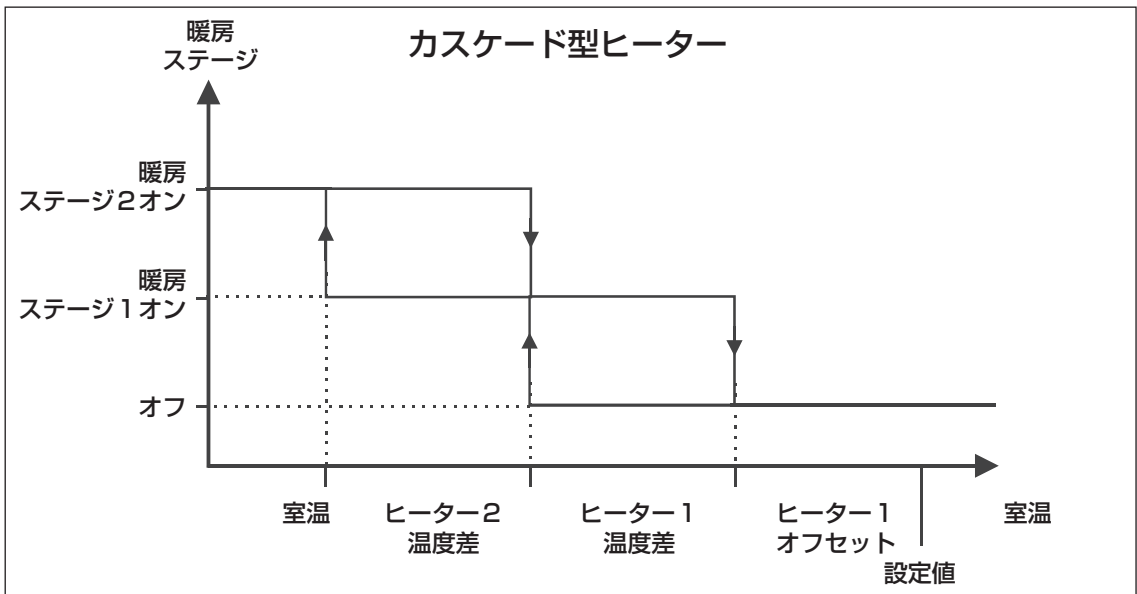 カスケード型ヒーター
暖房
ステージ
暖房
ステージ2オン
暖房
ステージ1オン
オフ
室温
ヒーター2
温度差
ヒーター1
温度差
ヒーター1
オフセット
設定値
室温